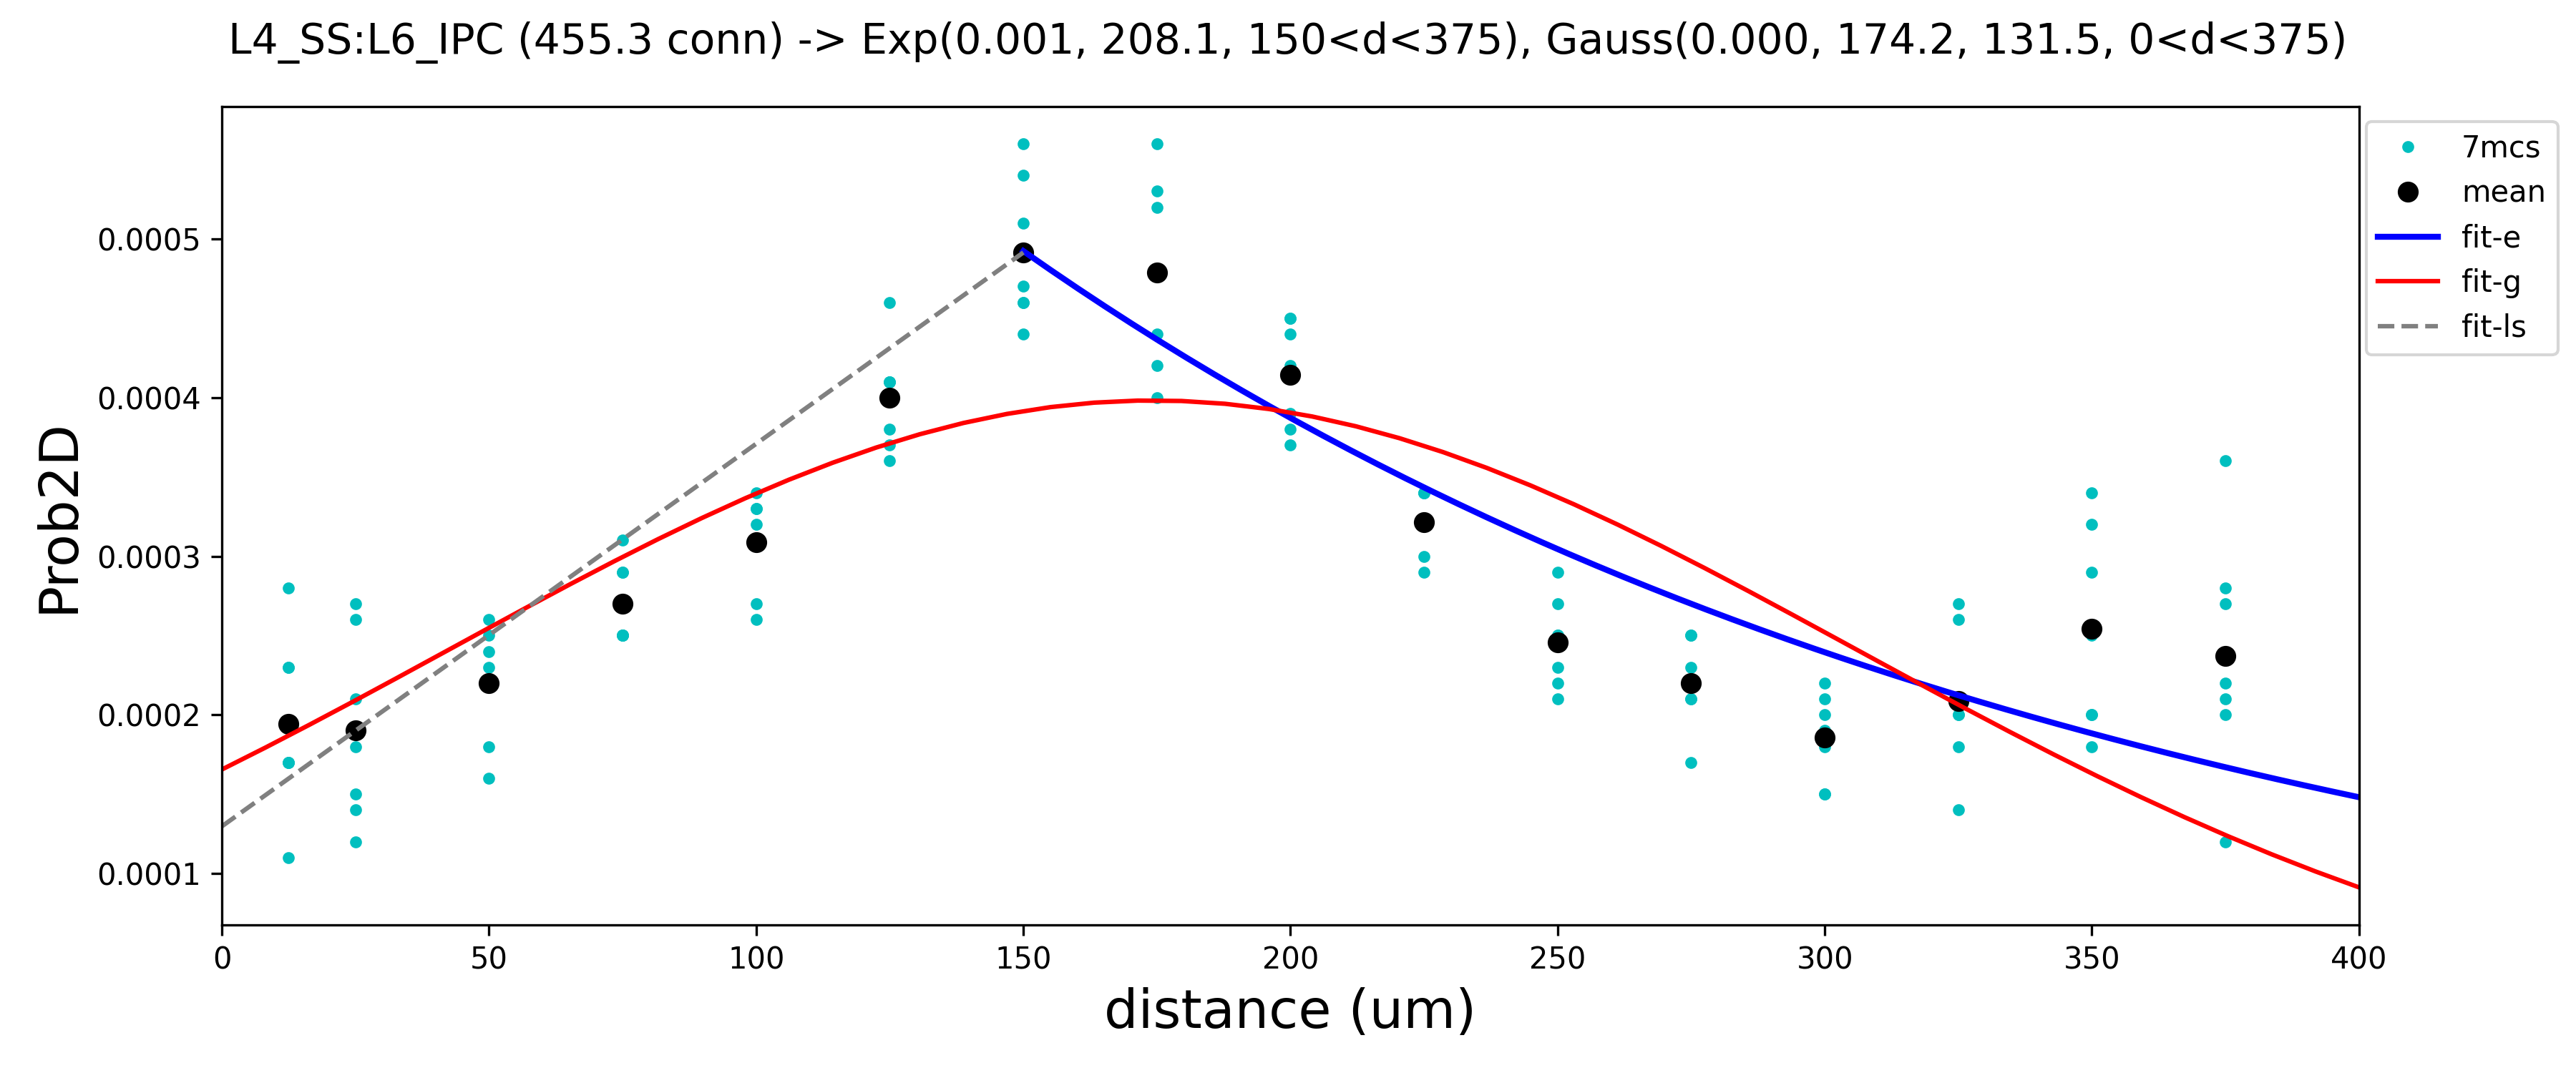 L4_SS:L6_IPC (455.3 conn) -> Exp(0.001, 208.1, 150<d<375), Gauss(0.000, 174.2, 131.5, 0<d<375)
7mcs
mean
fit-e
fit-g
fit-ls
Prob2D
0.0005
0.0004
0.0003
0.0002
0.0001
0 50 100 150 200 250 300 350 400
distance (um)